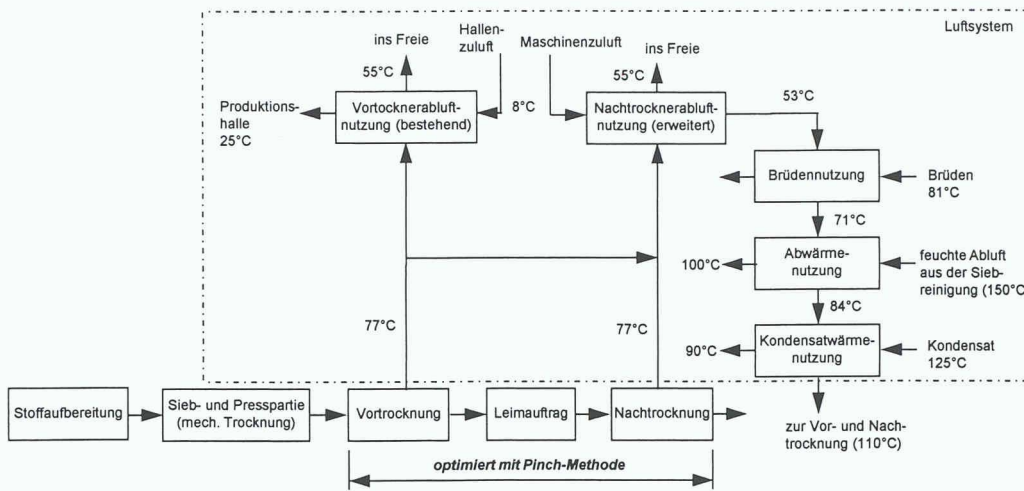 Luftsystem
ins Freie
Hallen-
zuluft
Maschinenzuluft
ins Freie
55°C
55°C
Produktions-
halle
25°C
Vortocknerabluft-
nutzung (bestehend)
8°C
Nachtrocknerabluft-
nutzung (erweitert)
53°C
Brüdennutzung
Brüden
81°C
71°C
100°C
Abwärme-
nutzung
feuchte Abluft
aus der Sieb-
reinigung (150°C
84°C
77°C
77°C
90°C
Kondensatwärme-
nutzung
Kondensat
125°C
Stoffaufbereitung
Sieb- und Presspartie
(mech. Trocknung)
Vortrocknung
Leimauftrag
Nachtrocknung
zur Vor- und Nach-
trocknung (110°C)
optimiert mit Pinch-Methode